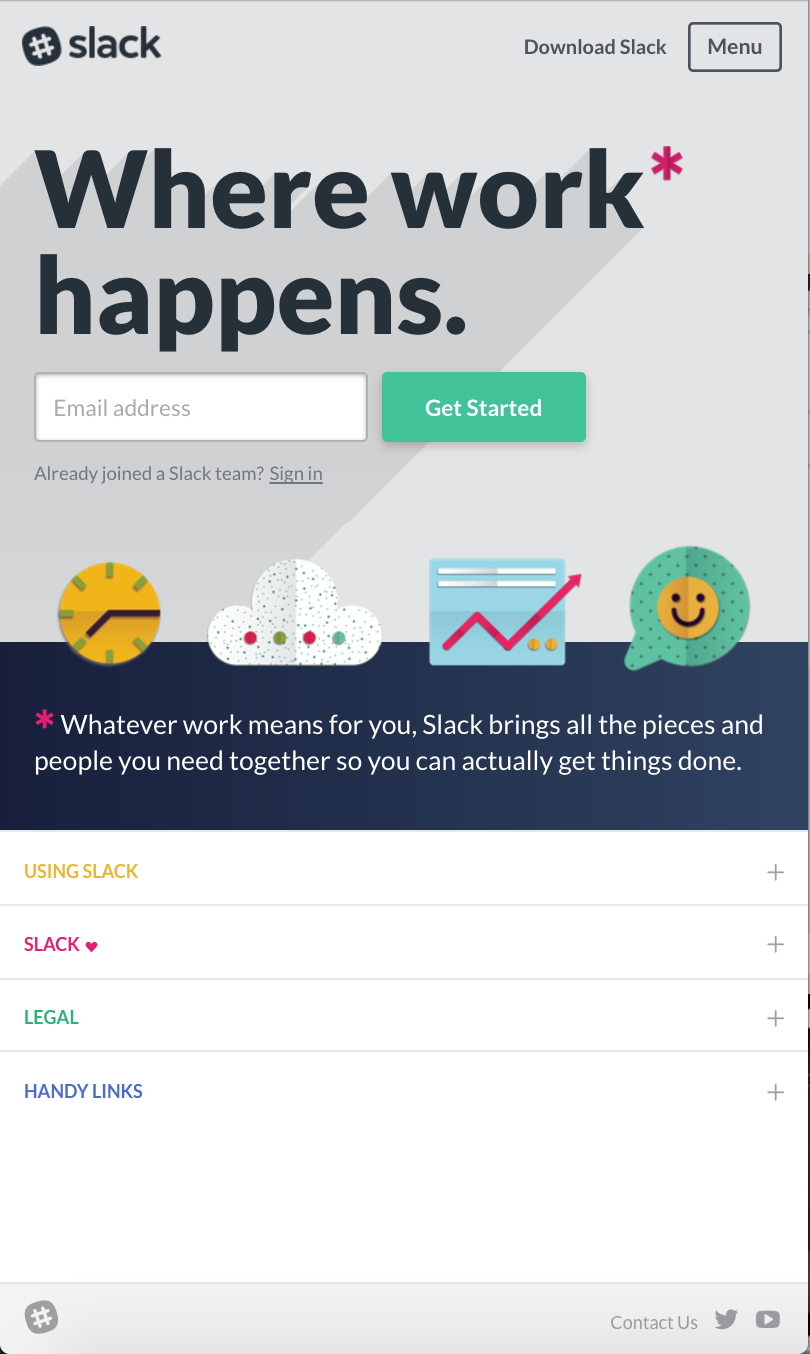 slack
Download Slack
Menu
Where work*
happens.
Email address
Get Started
Already joined a Slack team? Sign in
* Whatever work means for you, Slack brings all the pieces and
people you need together so you can actually get things done.
USING SLACK
SLACK ♥
LEGAL
HANDY LINKS
Contact Us